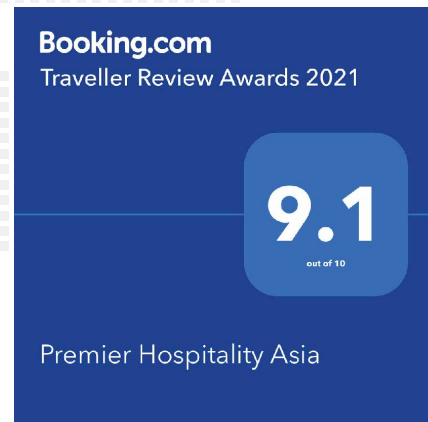 Booking.com
Traveller Review Awards 2021
9.1
out of 10
Premier Hospitality Asia